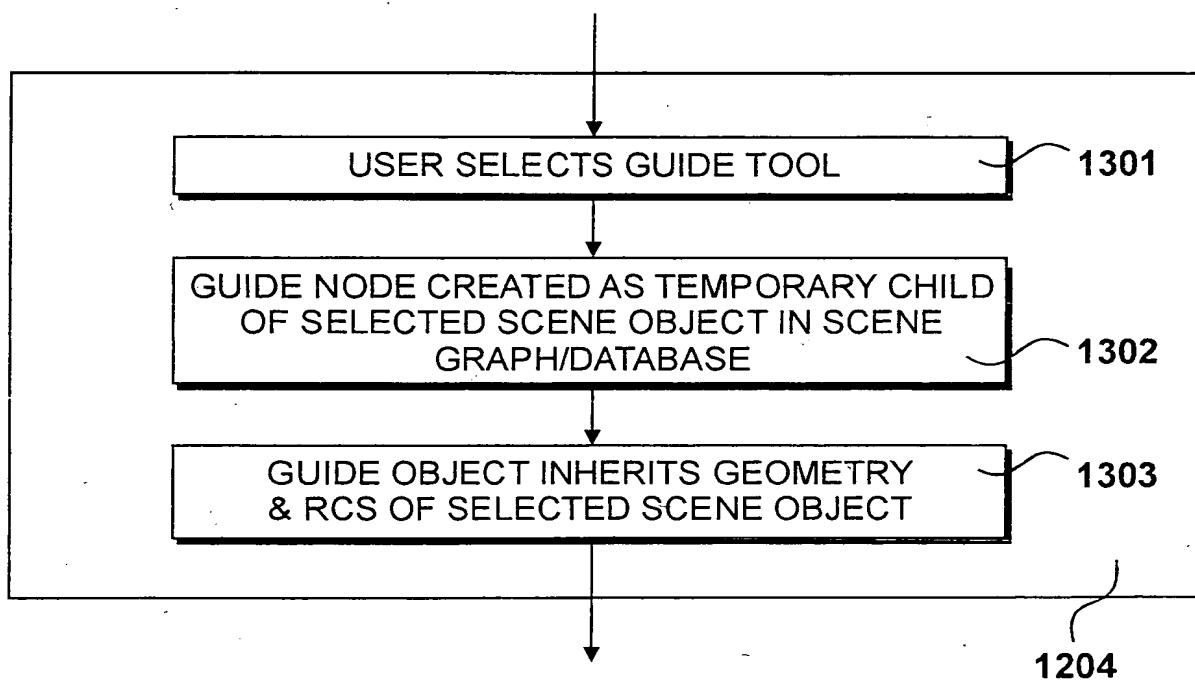 USER SELECTS GUIDE TOOL
1301
GUIDE NODE CREATED AS TEMPORARY CHILD
OF SELECTED SCENE OBJECT IN SCENE
GRAPH/DATABASE
1302
GUIDE OBJECT INHERITS GEOMETRY
& RCS OF SELECTED SCENE OBJECT
1303
1204